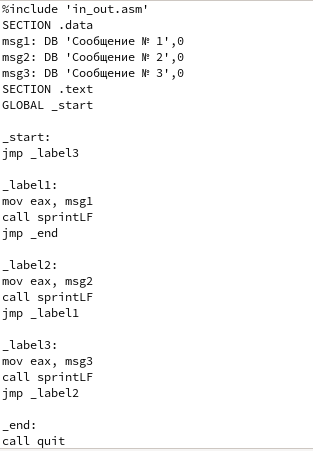 %include 'in_out.asm'
SECTION .data
msg1: DB 'Сообщение № 1',0
msg2: DB 'Сообщение № 2',0
msg3: DB 'Сообщение № 3',0
SECTION .text
GLOBAL _start
_start:
jmp _label3
_label1:
mov eax, msg1
call sprintLF
jmp _end
_label2:
mov eax, msg2
call sprintLF
jmp _label1
_label3:
mov eax, msg3
call sprintLF
jmp _label2
_end:
call quit